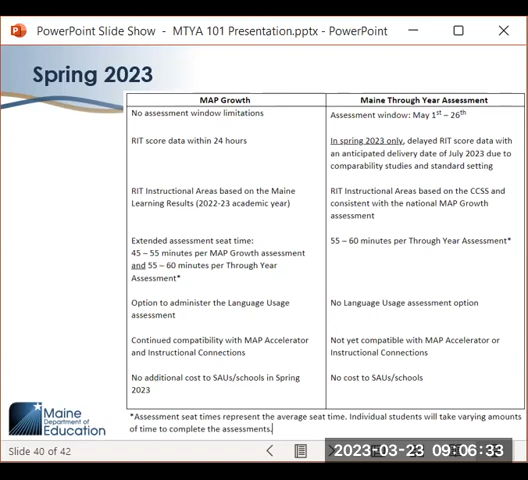 PowerPoint Slide Show - MTYA 101 Presentation.pptx - PowerPoint
Spring 2023
MAP Growth
Maine Through Year Assessment
No assessment window limitations
Assessment window: May 1st – 26th
RIT score data within 24 hours
In spring 2023 only, delayed RIT score data with
an anticipated delivery date of July 2023 due to
comparability studies and standard setting
RIT Instructional Areas based on the Maine
Learning Results (2022-23 academic year)
RIT Instructional Areas based on the CCSS and
consistent with the national MAP Growth
assessment
Extended assessment seat time:
45 – 55 minutes per MAP Growth assessment
and 55 – 60 minutes per Through Year
Assessment*
55 – 60 minutes per Through Year Assessment*
Option to administer the Language Usage
assessment
No Language Usage assessment option
Continued compatibility with MAP Accelerator
and Instructional Connections
Not yet compatible with MAP Accelerator or
Instructional Connections
No additional cost to SAUs/schools in Spring
2023
No cost to SAUs/schools
*Assessment seat times represent the average seat time. Individual students will take varying amounts
of time to complete the assessments.
Maine
Department of
Education
Slide 40 of 42
2023-03-23 09:06:33